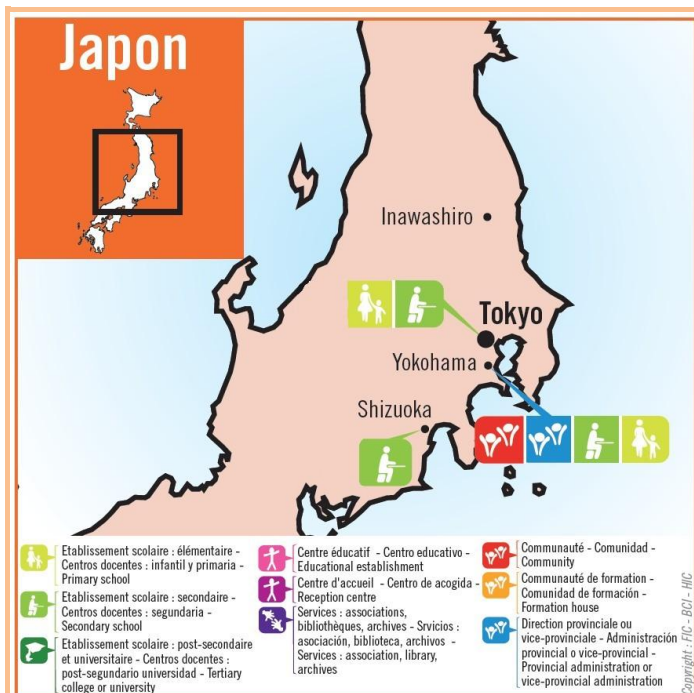 Japon
Inawashiro
Tokyo
Yokohama
Shizuoka
Etablissement scolaire : élémentaire -
Centros docentes : infantil y primaria -
Primary school
Etablissement scolaire : secondaire -
Centros docentes : segundaria -
Secondary school
Etablissement scolaire : post-secondaire
et universitaire - Centros docentes :
post-segundario universidad - Tertiary
college or university
Centre éducatif - Centro educativo -
Educational establishment
Centre d'accueil - Centro de acogida -
Reception centre
Services : associations,
bibliothèques, archives - Srvicios :
asociación, biblioteca, archivos -
Services : association, library,
archives
Communauté - Comunidad -
Community
Communauté de formation -
Comunidad de formación -
Formation house
Direction provinciale ou
vice-provinciale - Administración
provincial o vice-provincial -
Provincial administration or
vice-provincial administration
Copyright : FIC - BCI - HIC